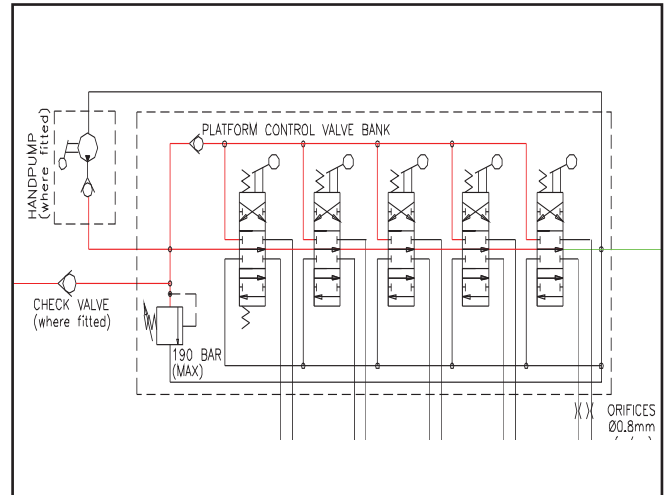 HANDPUMP
(where fitted)
PLATFORM CONTROL VALVE BANK
CHECK VALVE
(where fitted)
190 BAR
(MAX)
ORIFICES
Ø0.8mm